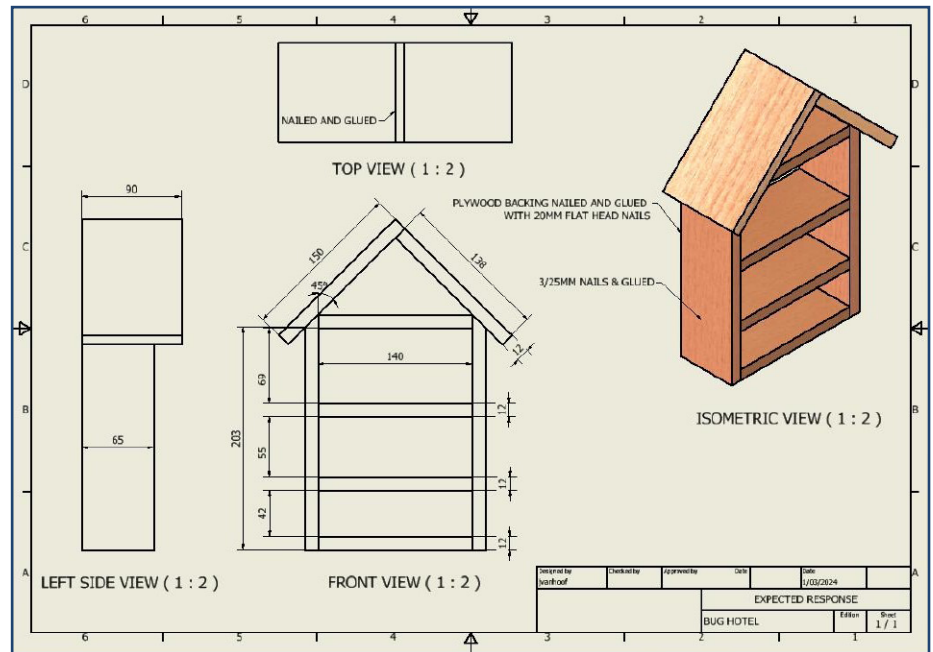 6 5 4 3 2 1
D D
NAILED AND GLUED
TOP VIEW ( 1 : 2 )
90
PLYWOOD BACKING NAILED AND GLUED
WITH 20MM FLAT HEAD NAILS
C C
150
138
45°
3/25MM NAILS & GLUED
12
140
69
12
ISOMETRIC VIEW ( 1 : 2 )
B B
203
65
55
12
42
12
A A
LEFT SIDE VIEW ( 1 : 2 )
FRONT VIEW ( 1 : 2 )
Designed by Checked by Approved by Date Date
jvanhoof 1/03/2024
EXPECTED RESPONSE
BUG HOTEL
Edition Sheet
1 / 1
6 5 4 3 2 1